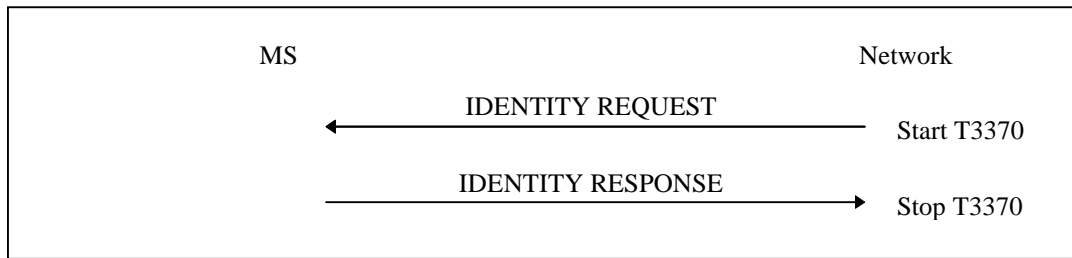 MS Network
IDENTITY REQUEST
Start T3370
IDENTITY RESPONSE
Stop T3370